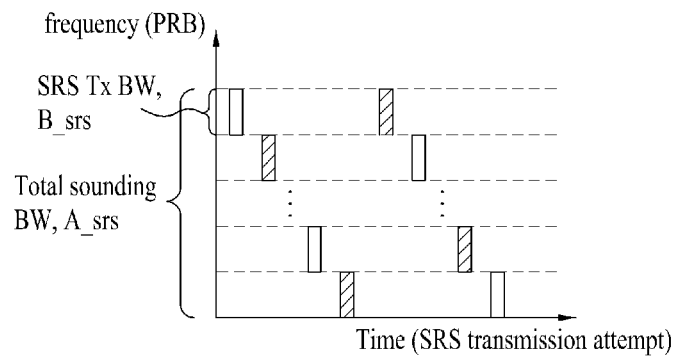 frequency (PRB)
SRS Tx BW,
B_srs
Total sounding
BW, A_srs
Time (SRS transmission attempt)